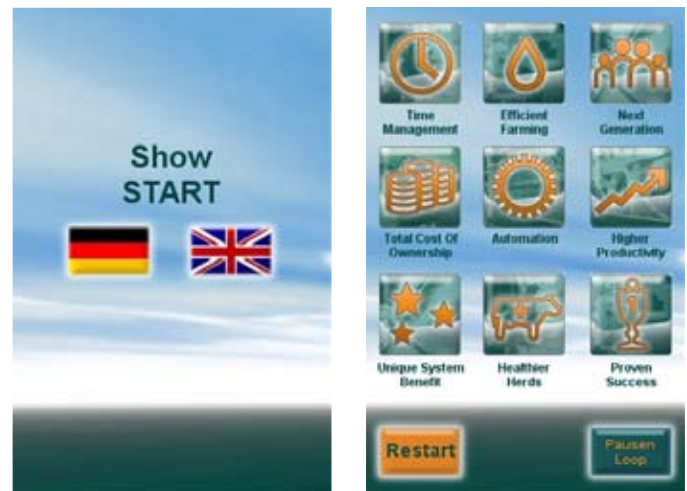 Show
START
Time
Management
Efficient
Farming
Next
Generation
Total Cost Of
Ownership
Automation
Higher
Productivity
Unique System
Benefit
Healthier
Herds
Proven
Success
Restart
Pausen
Loop